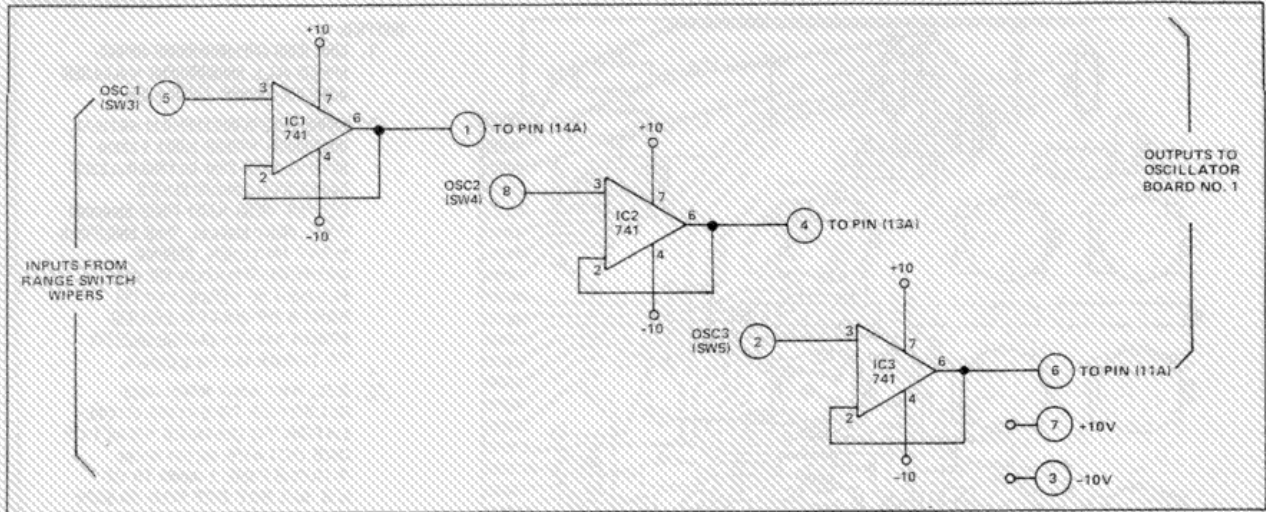 +10
OSC 1
(SW3)
5
3
7
IC1
741
6
4
2
-10
1
TO PIN (14A)
OSC2
(SW4)
8
+10
3
7
IC2
741
6
4
2
-10
4
TO PIN (13A)
OSC3
(SW5)
2
+10
3
7
IC3
741
6
4
2
-10
6
TO PIN (11A)
7
+10V
3
-10V
INPUTS FROM
RANGE SWITCH
WIPERS
OUTPUTS TO
OSCILLATOR
BOARD NO. 1